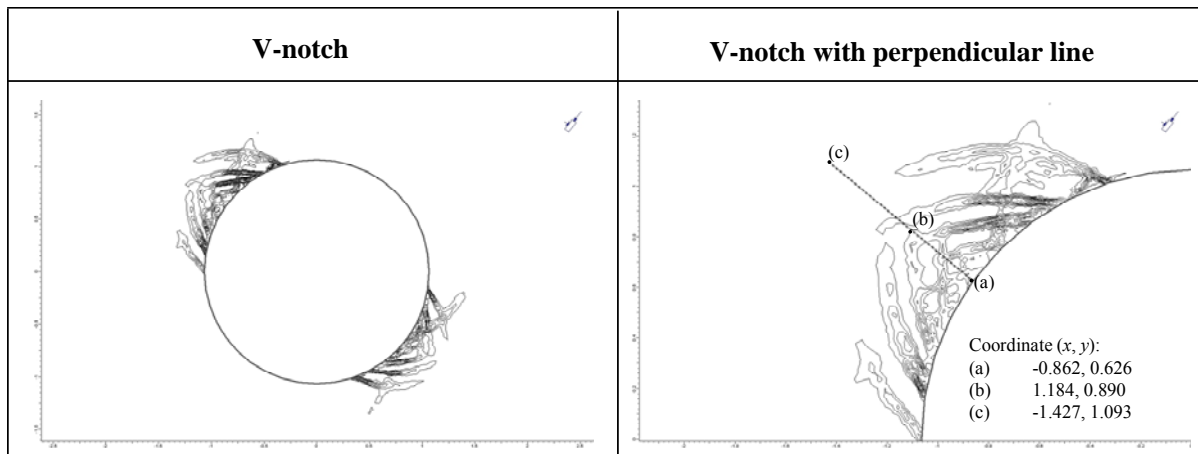 V-notch
V-notch with perpendicular line
(c)
(b)
(a)
Coordinate (x, y):
(a) -0.862, 0.626
(b) 1.184, 0.890
(c) -1.427, 1.093